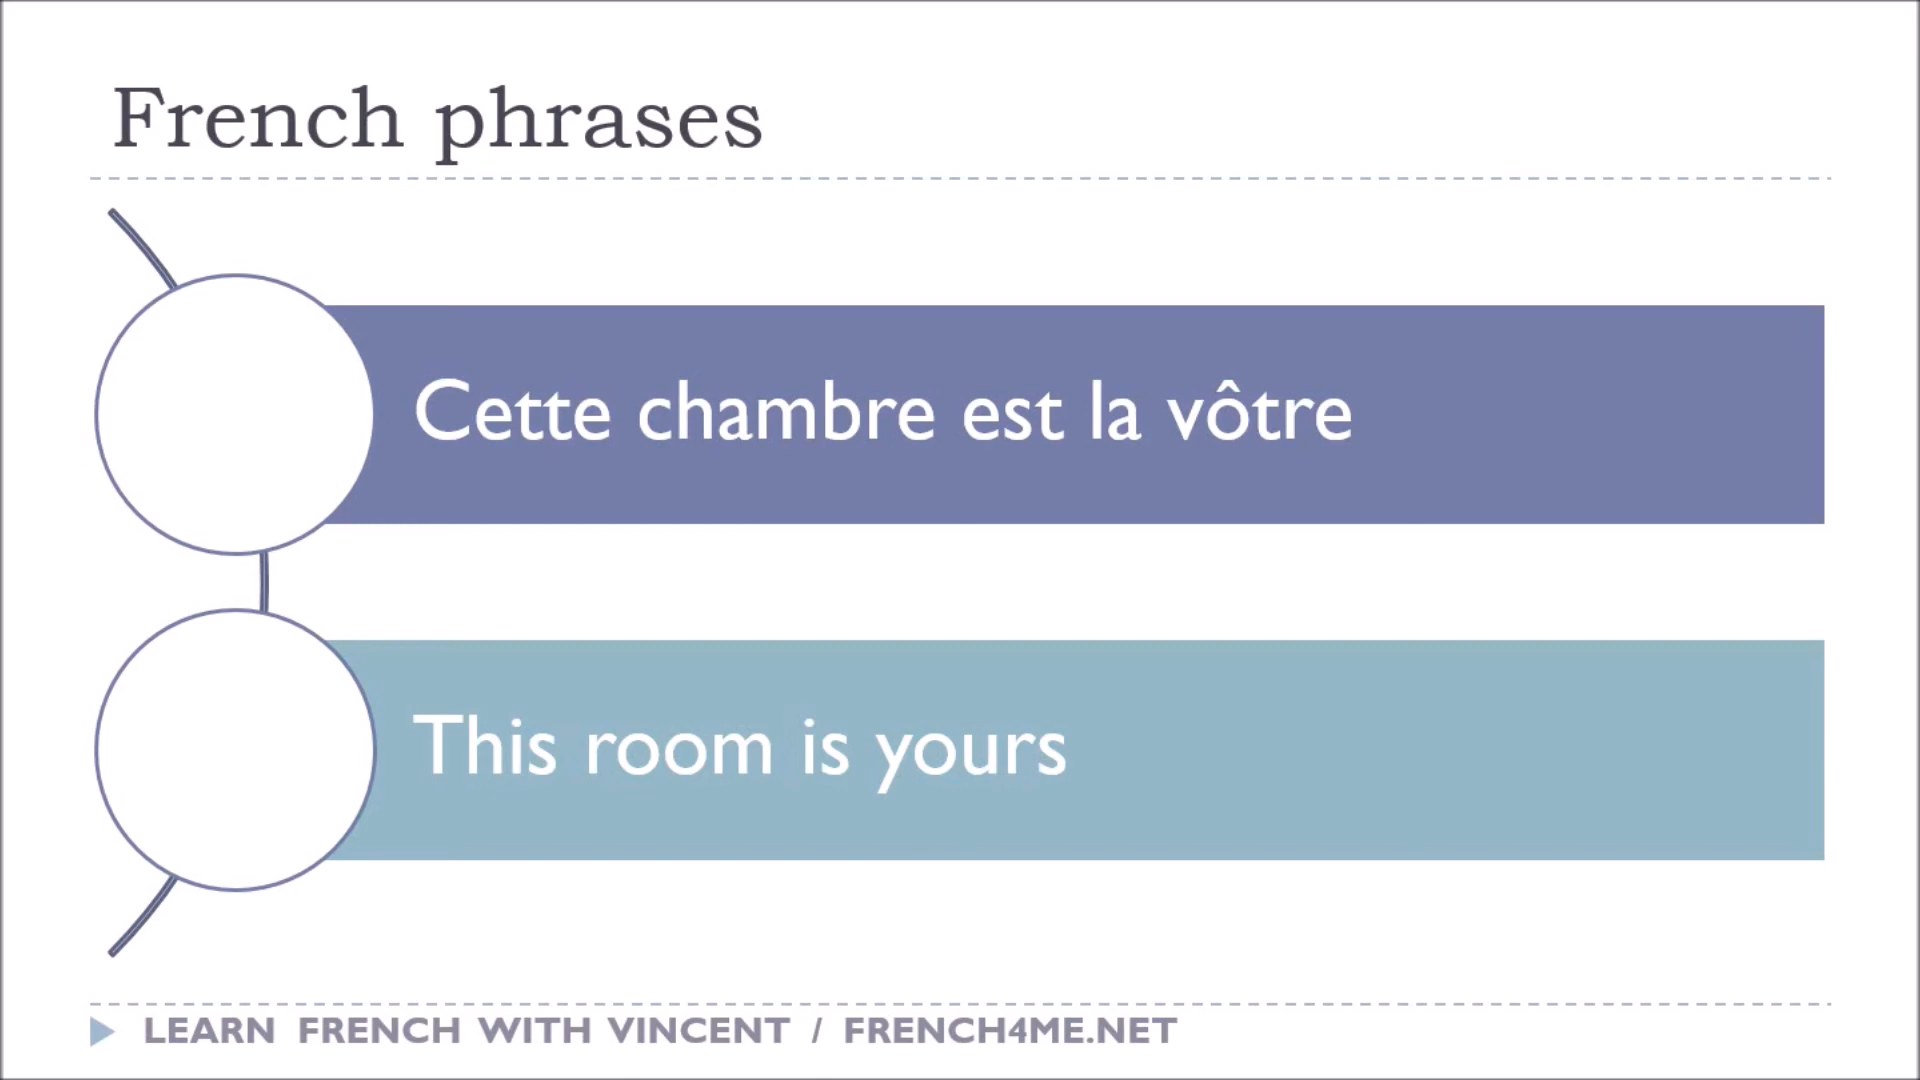 French phrases
Cette chambre est la vôtre
This room is yours
LEARN FRENCH WITH VINCENT / FRENCH4ME.NET